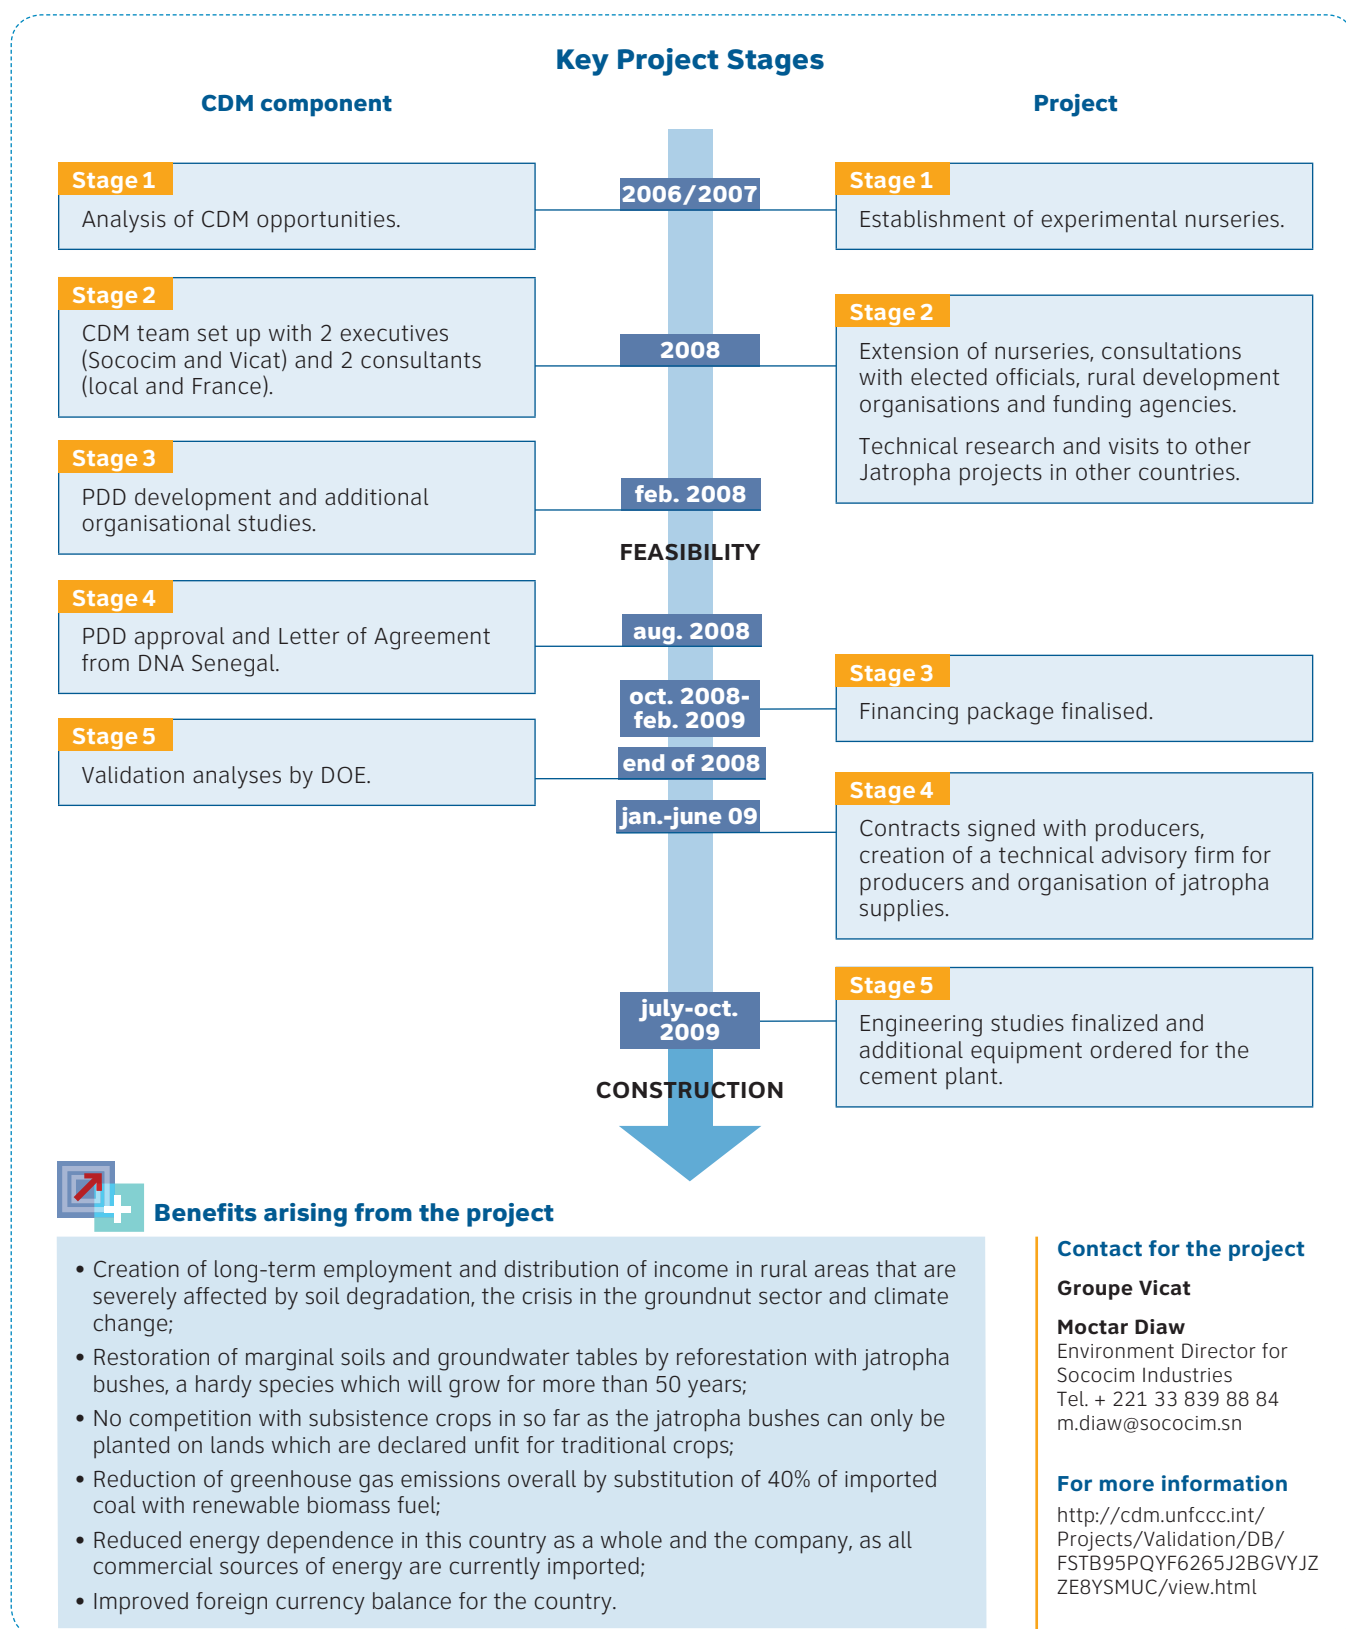 Key Project Stages
CDM component
Project
Stage 1
Analysis of CDM opportunities.
2006/2007
Stage 1
Establishment of experimental nurseries.
Stage 2
CDM team set up with 2 executives
(Sococim and Vicat) and 2 consultants
(local and France).
2008
Stage 2
Extension of nurseries, consultations
with elected officials, rural development
organisations and funding agencies.
Technical research and visits to other
Jatropha projects in other countries.
Stage 3
PDD development and additional
organisational studies.
feb. 2008
FEASIBILITY
Stage 4
PDD approval and Letter of Agreement
from DNA Senegal.
aug. 2008
oct. 2008-
feb. 2009
Stage 3
Financing package finalised.
Stage 5
Validation analyses by DOE.
end of 2008
jan.-june 09
Stage 4
Contracts signed with producers,
creation of a technical advisory firm for
producers and organisation of jatropha
supplies.
july-oct.
2009
Stage 5
Engineering studies finalized and
additional equipment ordered for the
cement plant.
CONSTRUCTION
Benefits arising from the project
• Creation of long-term employment and distribution of income in rural areas that are
severely affected by soil degradation, the crisis in the groundnut sector and climate
change;
• Restoration of marginal soils and groundwater tables by reforestation with jatropha
bushes, a hardy species which will grow for more than 50 years;
• No competition with subsistence crops in so far as the jatropha bushes can only be
planted on lands which are declared unfit for traditional crops;
• Reduction of greenhouse gas emissions overall by substitution of 40% of imported
coal with renewable biomass fuel;
• Reduced energy dependence in this country as a whole and the company, as all
commercial sources of energy are currently imported;
• Improved foreign currency balance for the country.
Contact for the project
Groupe Vicat
Moctar Diaw
Environment Director for
Sococim Industries
Tel. + 221 33 839 88 84
m.diaw@sococim.sn
For more information
http://cdm.unfccc.int/
Projects/Validation/DB/
FSTB95PQYF6265J2BGVYJZ
ZE8YSMUC/view.html